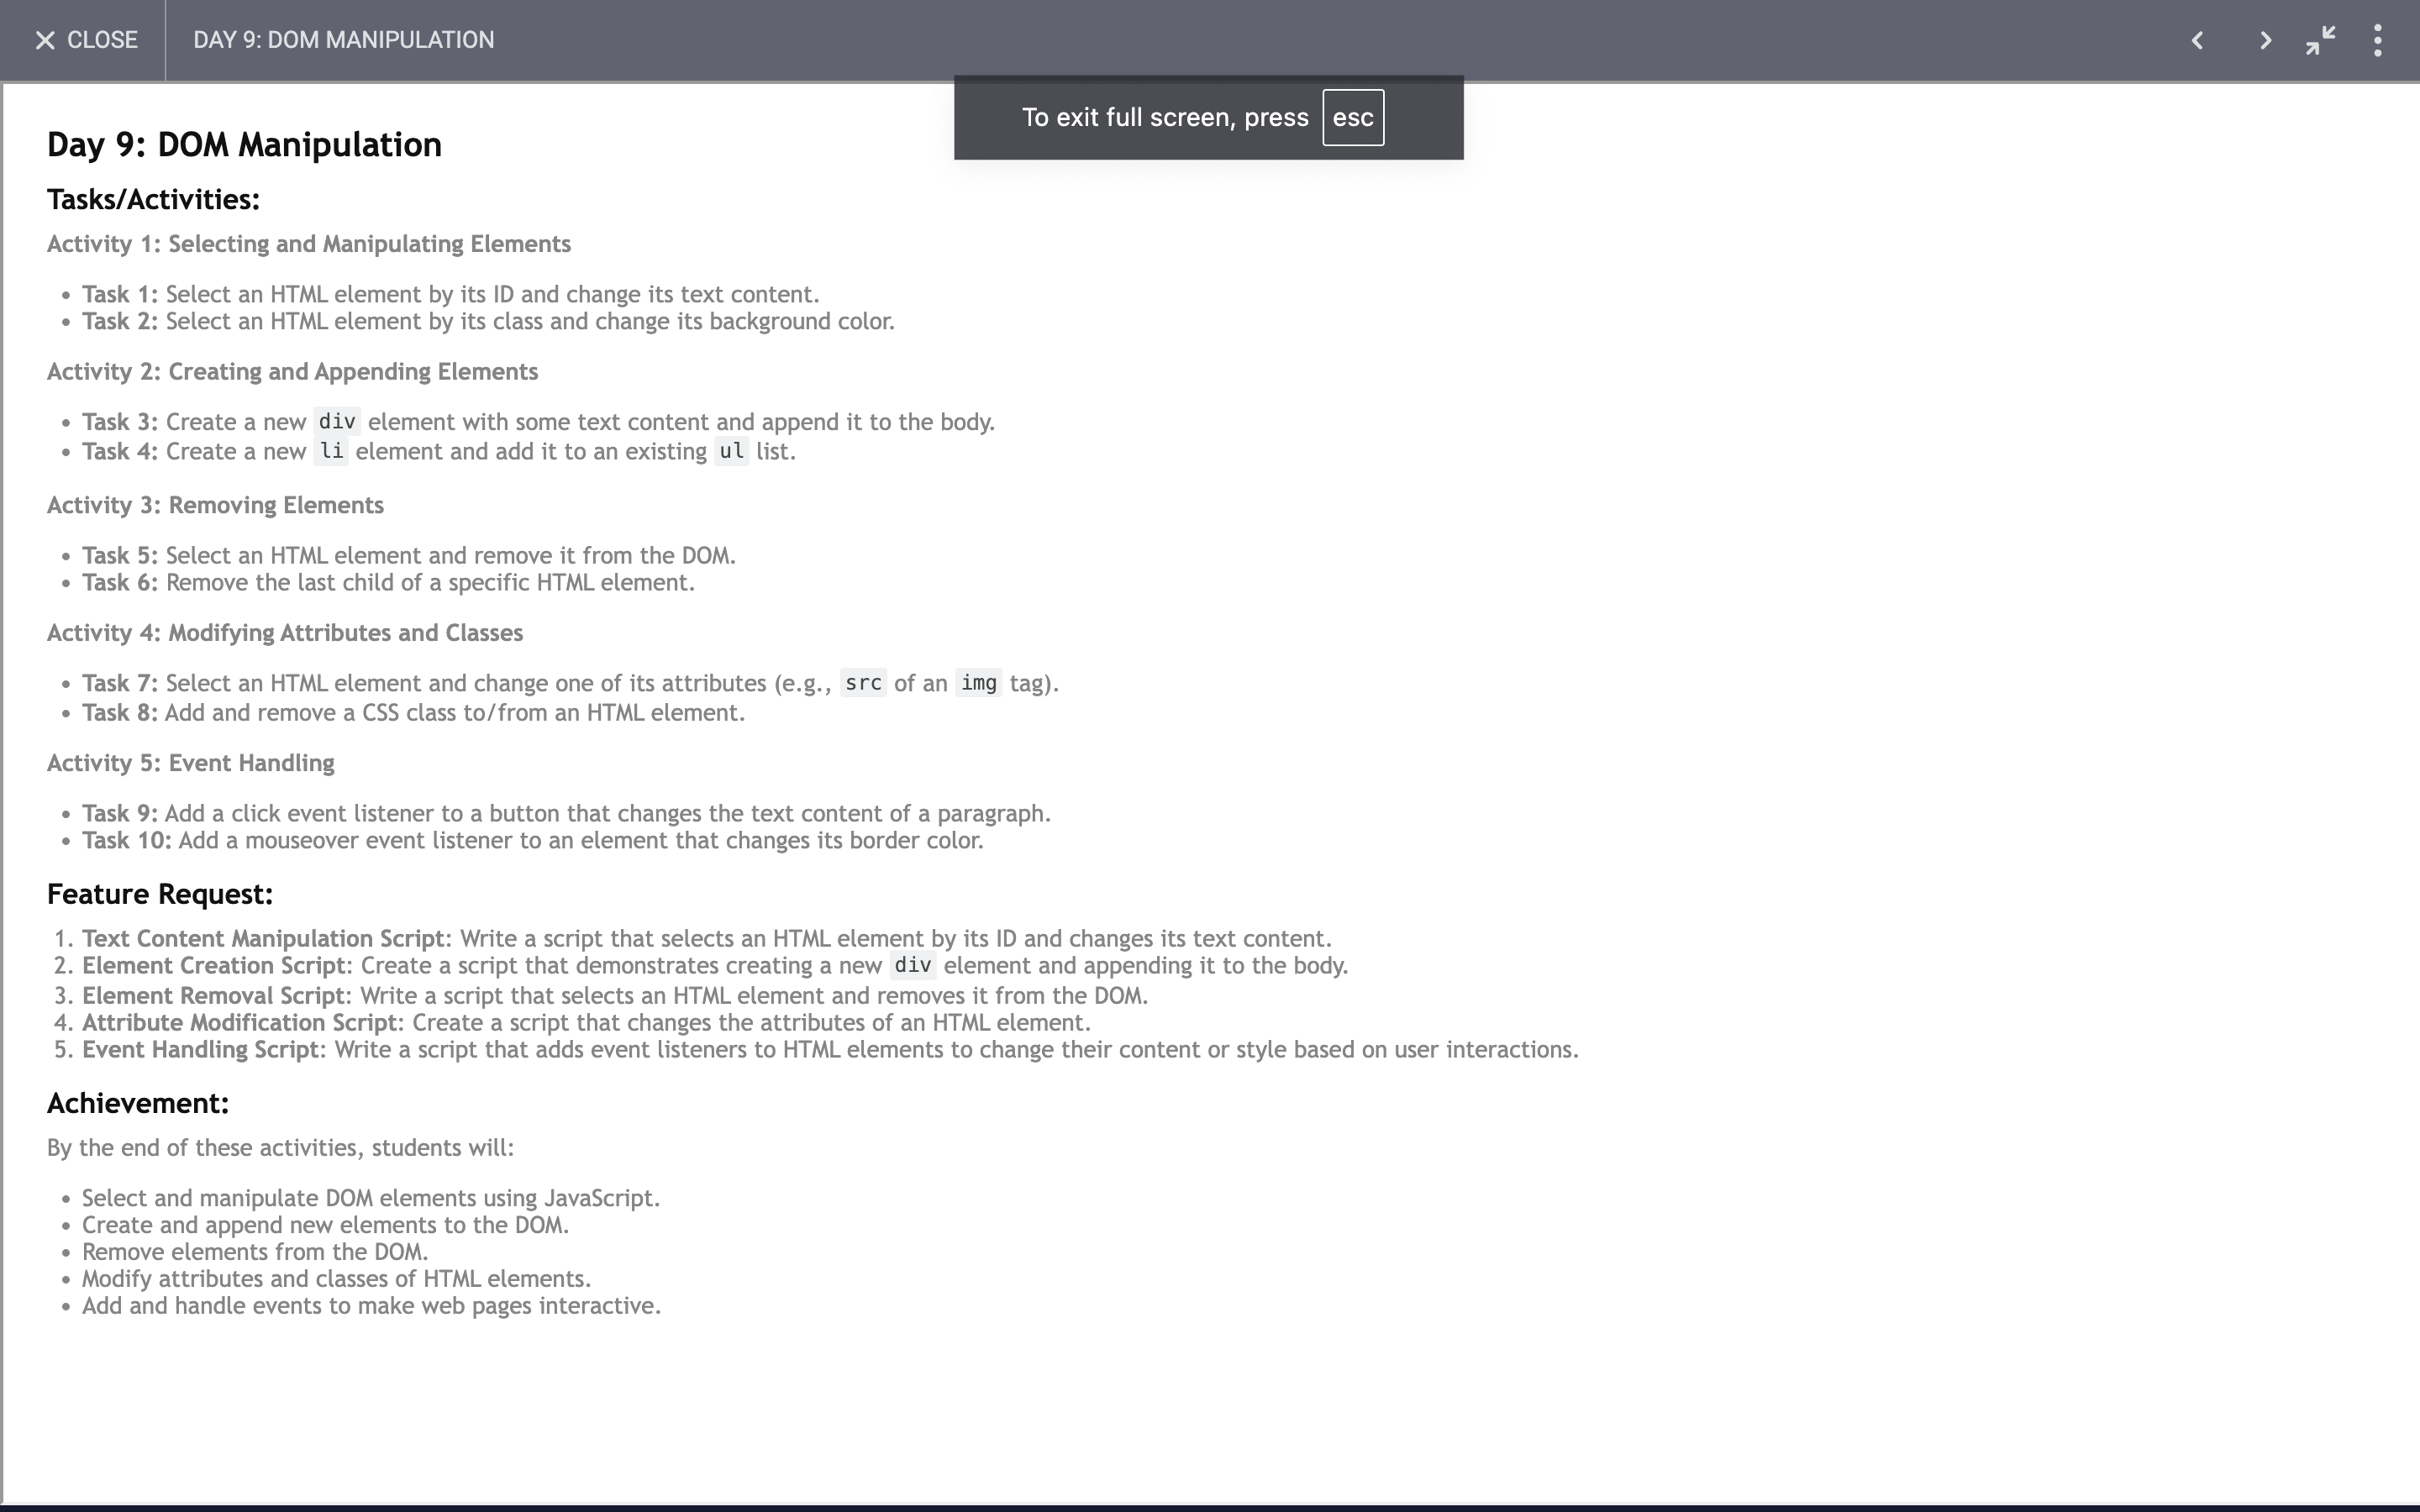 CLOSE
DAY 9: DOM MANIPULATION
To exit full screen, press esc
Day 9: DOM Manipulation
Tasks/Activities:
Activity 1: Selecting and Manipulating Elements
• Task 1: Select an HTML element by its ID and change its text content.
• Task 2: Select an HTML element by its class and change its background color.
Activity 2: Creating and Appending Elements
• Task 3: Create a new div element with some text content and append it to the body.
• Task 4: Create a new li element and add it to an existing ul list.
Activity 3: Removing Elements
• Task 5: Select an HTML element and remove it from the DOM.
• Task 6: Remove the last child of a specific HTML element.
Activity 4: Modifying Attributes and Classes
• Task 7: Select an HTML element and change one of its attributes (e.g., src of an img tag).
• Task 8: Add and remove a CSS class to/from an HTML element.
Activity 5: Event Handling
• Task 9: Add a click event listener to a button that changes the text content of a paragraph.
• Task 10: Add a mouseover event listener to an element that changes its border color.
Feature Request:
1. Text Content Manipulation Script: Write a script that selects an HTML element by its ID and changes its text content.
2. Element Creation Script: Create a script that demonstrates creating a new div element and appending it to the body.
3. Element Removal Script: Write a script that selects an HTML element and removes it from the DOM.
4. Attribute Modification Script: Create a script that changes the attributes of an HTML element.
5. Event Handling Script: Write a script that adds event listeners to HTML elements to change their content or style based on user interactions.
Achievement:
By the end of these activities, students will:
• Select and manipulate DOM elements using JavaScript.
• Create and append new elements to the DOM.
• Remove elements from the DOM.
• Modify attributes and classes of HTML elements.
• Add and handle events to make web pages interactive.